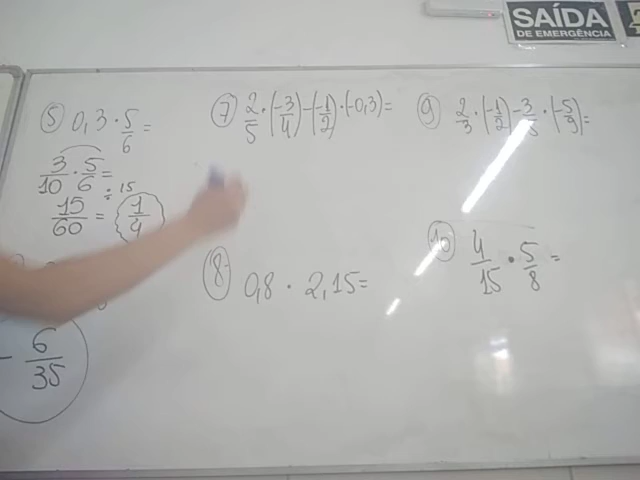 SAÍDA
DE EMERGÊNCIA
⑤ 0,3 · 5/6 =
3/10 · 5/6 =
15/60 = 1/4
: 15
- 6/35
⑦ 2/5 · (-3/4) - (-1/2) · (-0,3) =
⑧ 0,8 · 2,15 =
⑨ 2/3 · (-1/2) - 3/5 · (-5/9) =
⑩ 4/15 · 5/8 =